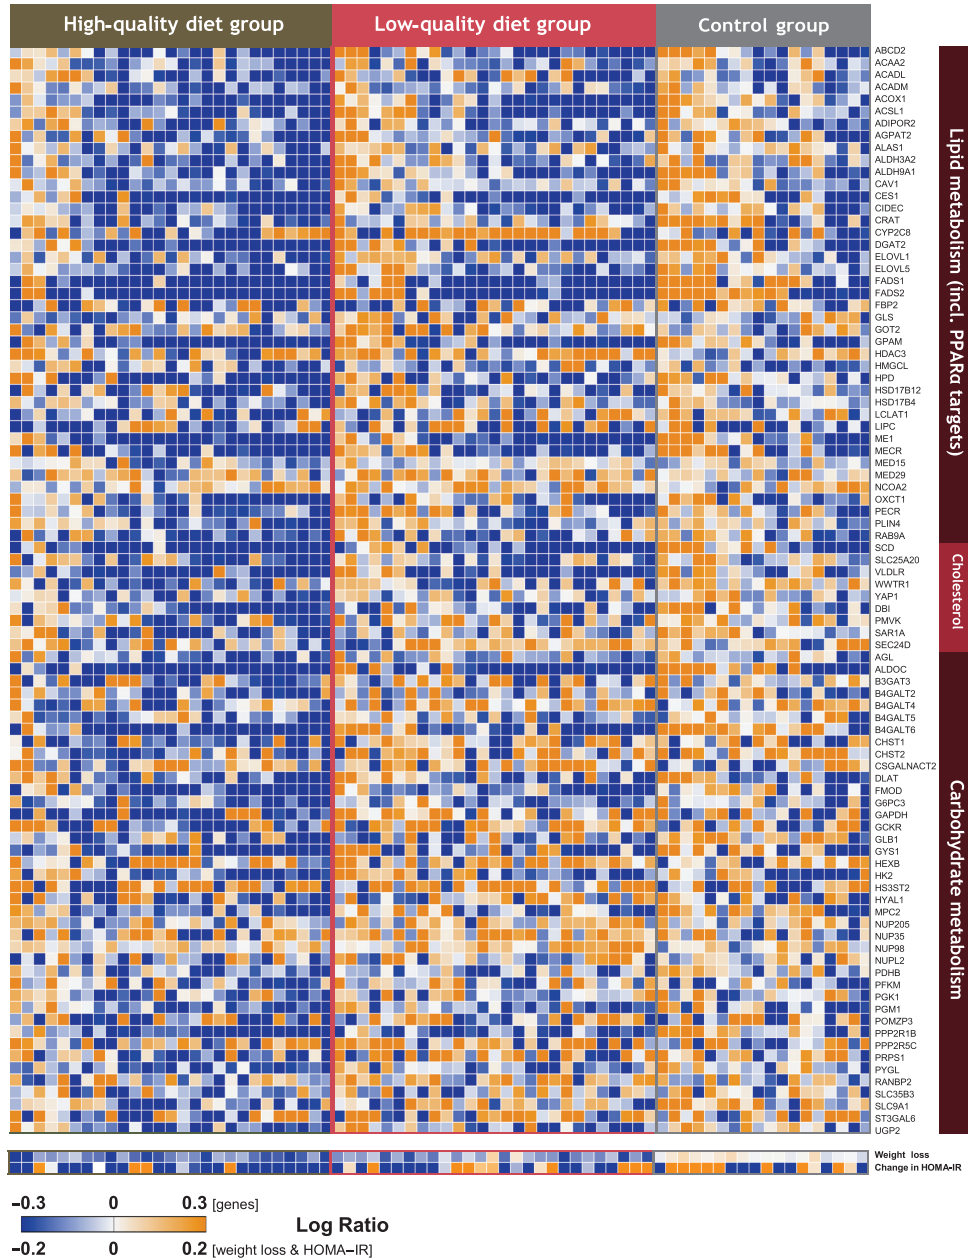 High-quality diet group
Low-quality diet group
Control group
ABCD2
ACAA2
ACADL
ACADM
ACOX1
ACSL1
ADIPOR2
AGPAT2
ALAS1
ALDH3A2
ALDH9A1
CAV1
CES1
CIDEC
CRAT
CYP2C8
DGAT2
ELOVL1
ELOVL5
FADS1
FADS2
FBP2
GLS
GOT2
GPAM
HDAC3
HMGCL
HPD
HSD17B12
HSD17B4
LCLAT1
LIPC
ME1
MECR
MED15
MED29
NCOA2
OXCT1
PECR
PLIN4
RAB9A
SCD
SLC25A20
VLDLR
WWTR1
YAP1
DBI
PMVK
SAR1A
SEC24D
AGL
ALDOC
B3GAT3
B4GALT2
B4GALT4
B4GALT5
B4GALT6
CHST1
CHST2
CSGALNACT2
DLAT
FMOD
G6PC3
GAPDH
GCKR
GLB1
GYS1
HEXB
HK2
HS3ST2
HYAL1
MPC2
NUP205
NUP35
NUP98
NUPL2
PDHB
PFKM
PGK1
PGM1
POMZP3
PPP2R1B
PPP2R5C
PRPS1
PYGL
RANBP2
SLC35B3
SLC9A1
ST3GAL6
UGP2
Lipid metabolism (incl. PPARα targets)
Cholesterol
Carbohydrate metabolism
Weight loss
Change in HOMA–IR
−0.3 0 0.3 [genes]
Log Ratio
−0.2 0 0.2 [weight loss & HOMA–IR]